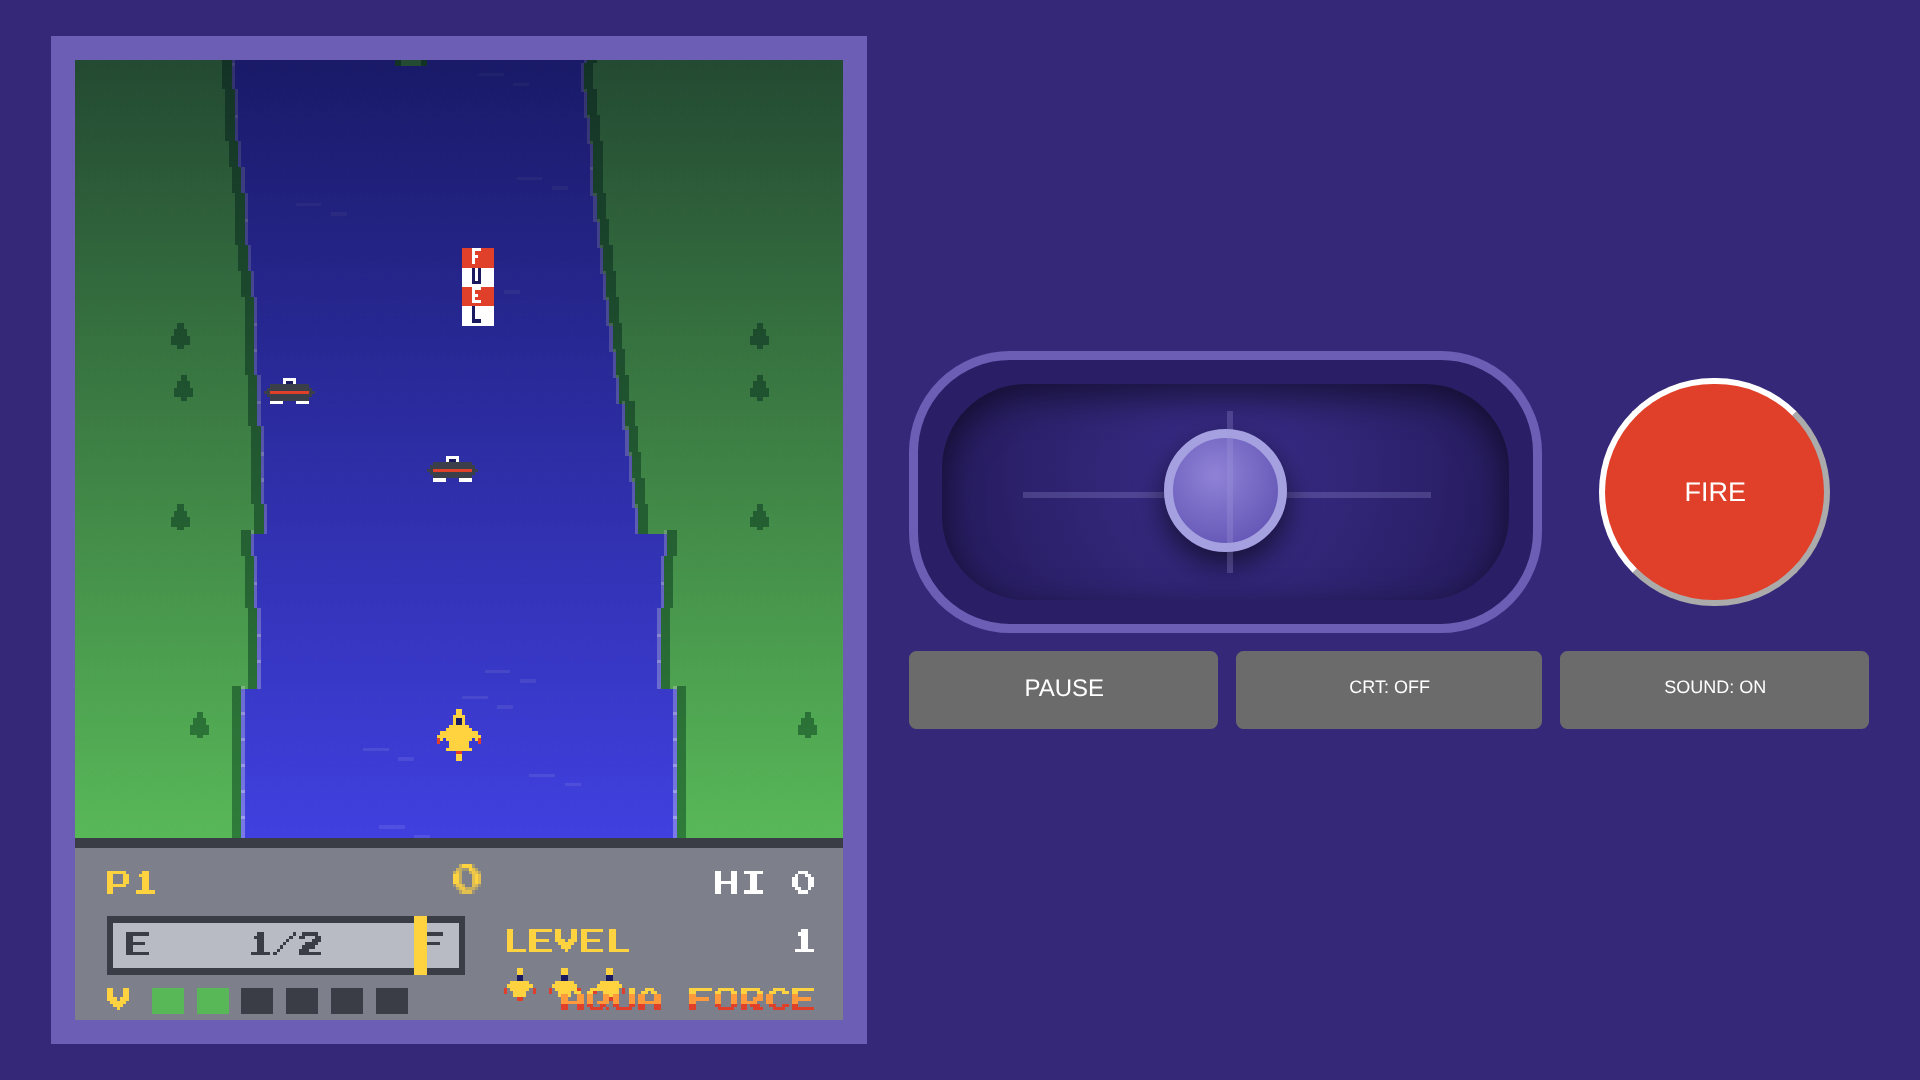 F
U
E
L
FIRE
PAUSE
CRT: OFF
SOUND: ON
P1
0
HI 0
E 1/2 F
LEVEL 1
V
AQUA FORCE